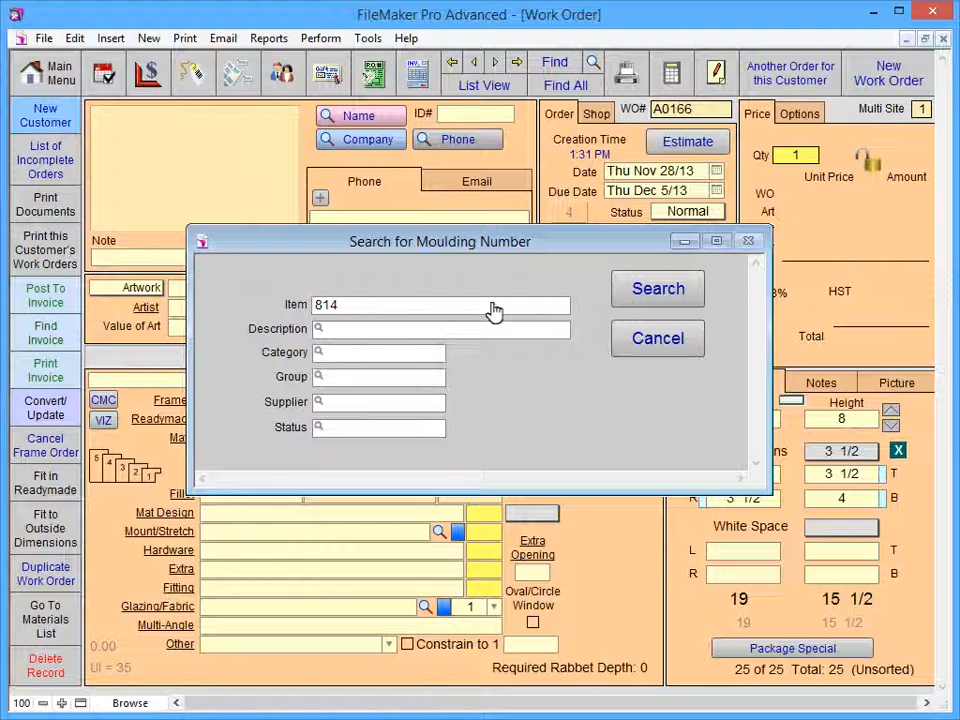 FileMaker Pro Advanced - [Work Order]
File Edit Insert New Print Email Reports Perform Tools Help
Main Menu
Find
List View
Find All
Another Order for this Customer
New Work Order
New Customer
List of Incomplete Orders
Print Documents
Print this Customer's Work Orders
Post To Invoice
Find Invoice
Print Invoice
Convert/ Update
Cancel Frame Order
Fit in Readymade
Fit to Outside Dimensions
Duplicate Work Order
Go To Materials List
Delete Record
Name
ID#
Company
Phone
Phone
Email
Note
Order
Shop
WO#
A0166
Creation Time
1:31 PM
Estimate
Date
Thu Nov 28/13
Due Date
Thu Dec 5/13
4
Status
Normal
Price
Options
Multi Site
1
Qty
1
Unit Price
Amount
WO
Art
HST
Total
Artwork
Artist
Value of Art
Search for Moulding Number
Item
814
Description
Category
Group
Supplier
Status
Search
Cancel
CMC
VIZ
5 4 3 2 1
Mat Design
Mount/Stretch
Hardware
Extra
Fitting
Glazing/Fabric
1
Multi-Angle
Other
Constrain to 1
0.00
UI = 35
Extra Opening
Oval/Circle Window
Required Rabbet Depth: 0
Notes
Picture
Height
8
3 1/2
X
3 1/2
T
R
3 1/2
4
B
White Space
L
T
R
B
19
15 1/2
19
15 1/2
Package Special
25 of 25 Total: 25 (Unsorted)
100
Browse